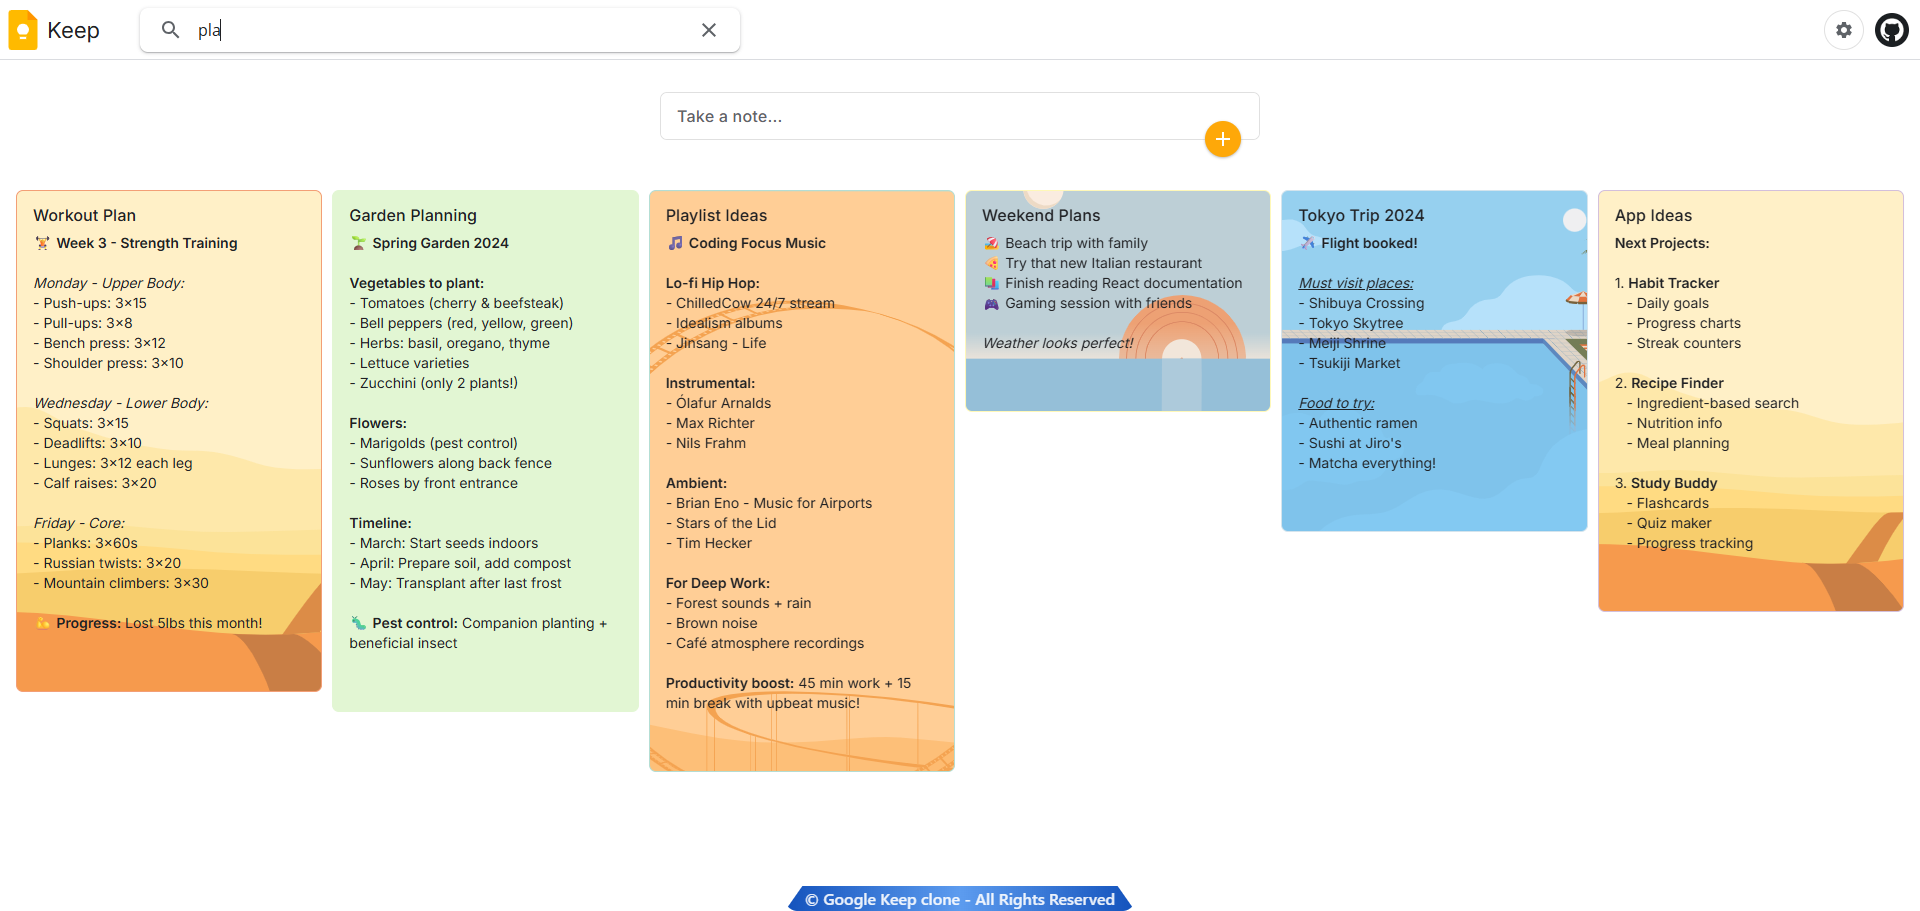 Keep
pla
Take a note...
Workout Plan
🏋️ Week 3 - Strength Training
Monday - Upper Body:
- Push-ups: 3×15
- Pull-ups: 3×8
- Bench press: 3×12
- Shoulder press: 3×10
Wednesday - Lower Body:
- Squats: 3×15
- Deadlifts: 3×10
- Lunges: 3×12 each leg
- Calf raises: 3×20
Friday - Core:
- Planks: 3×60s
- Russian twists: 3×20
- Mountain climbers: 3×30
💪 Progress: Lost 5lbs this month!
Garden Planning
🌱 Spring Garden 2024
Vegetables to plant:
- Tomatoes (cherry & beefsteak)
- Bell peppers (red, yellow, green)
- Herbs: basil, oregano, thyme
- Lettuce varieties
- Zucchini (only 2 plants!)
Flowers:
- Marigolds (pest control)
- Sunflowers along back fence
- Roses by front entrance
Timeline:
- March: Start seeds indoors
- April: Prepare soil, add compost
- May: Transplant after last frost
🐛 Pest control: Companion planting +
beneficial insect
Playlist Ideas
🎵 Coding Focus Music
Lo-fi Hip Hop:
- ChilledCow 24/7 stream
- Idealism albums
- Jinsang - Life
Instrumental:
- Ólafur Arnalds
- Max Richter
- Nils Frahm
Ambient:
- Brian Eno - Music for Airports
- Stars of the Lid
- Tim Hecker
For Deep Work:
- Forest sounds + rain
- Brown noise
- Café atmosphere recordings
Productivity boost: 45 min work + 15
min break with upbeat music!
Weekend Plans
🏖️ Beach trip with family
🍕 Try that new Italian restaurant
📚 Finish reading React documentation
🎮 Gaming session with friends
Weather looks perfect!
Tokyo Trip 2024
✈️ Flight booked!
Must visit places:
- Shibuya Crossing
- Tokyo Skytree
- Meiji Shrine
- Tsukiji Market
Food to try:
- Authentic ramen
- Sushi at Jiro's
- Matcha everything!
App Ideas
Next Projects:
1. Habit Tracker
- Daily goals
- Progress charts
- Streak counters
2. Recipe Finder
- Ingredient-based search
- Nutrition info
- Meal planning
3. Study Buddy
- Flashcards
- Quiz maker
- Progress tracking
© Google Keep clone - All Rights Reserved